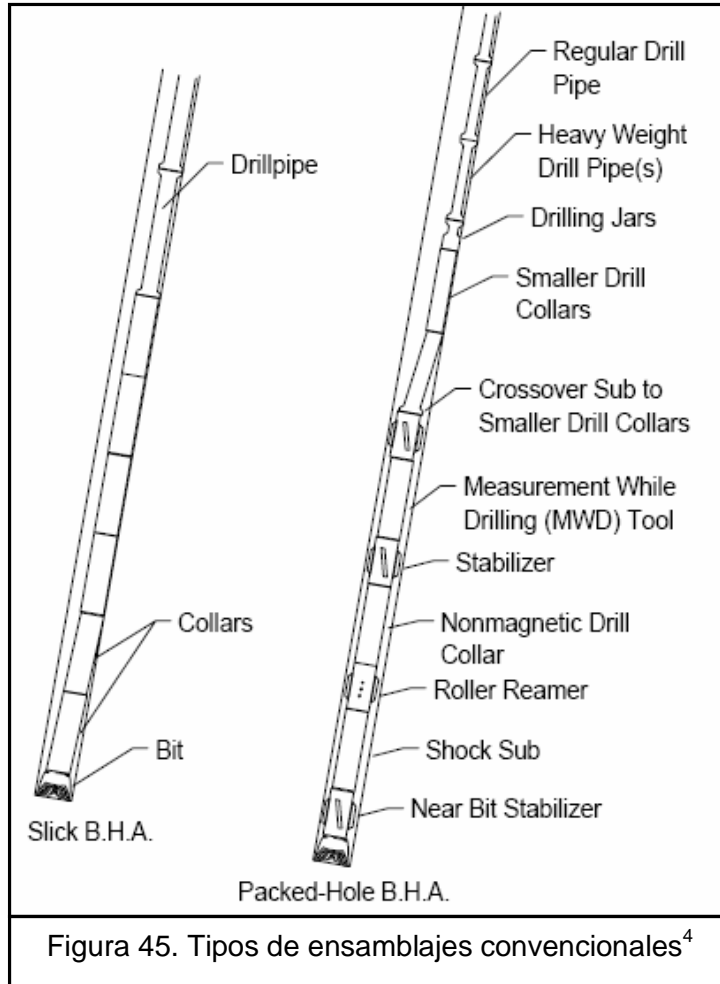 Drillpipe
Collars
Bit
Slick B.H.A.
Regular Drill
Pipe
Heavy Weight
Drill Pipe(s)
Drilling Jars
Smaller Drill
Collars
Crossover Sub to
Smaller Drill Collars
Measurement While
Drilling (MWD) Tool
Stabilizer
Nonmagnetic Drill
Collar
Roller Reamer
Shock Sub
Near Bit Stabilizer
Packed-Hole B.H.A.
Figura 45. Tipos de ensamblajes convencionales⁴